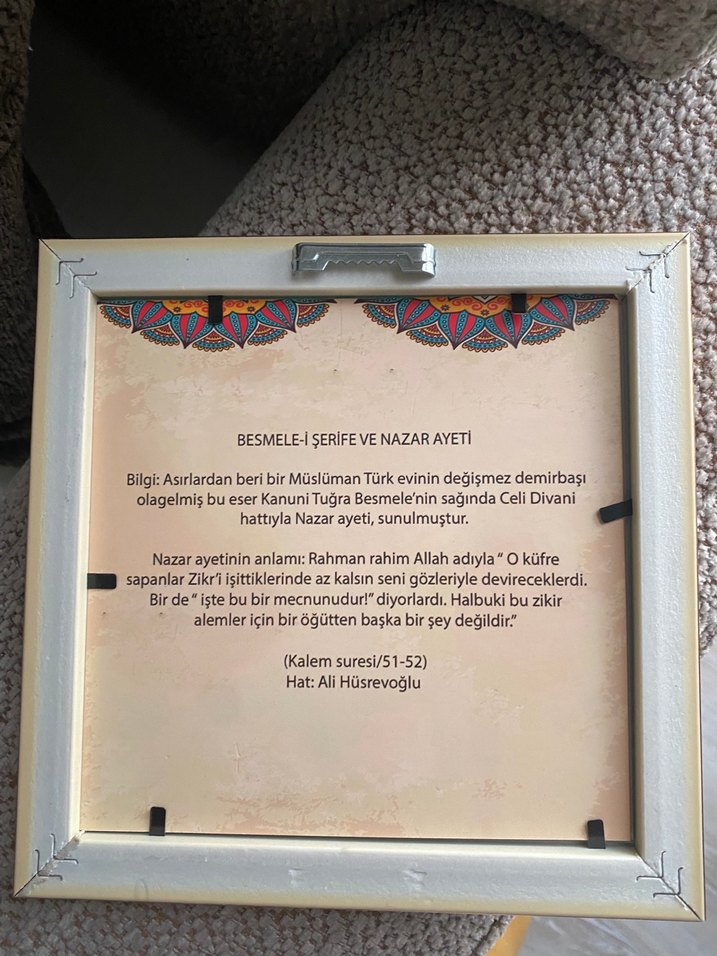 BESMELE-İ ŞERİFE VE NAZAR AYETİ
Bilgi: Asırlardan beri bir Müslüman Türk evinin değişmez demirbaşı
olagelmiş bu eser Kanuni Tuğra Besmele'nin sağında Celi Divani
hattıyla Nazar ayeti, sunulmuştur.
Nazar ayetinin anlamı: Rahman rahim Allah adıyla “ O küfre
sapanlar Zikr'i işittiklerinde az kalsın seni gözleriyle devireceklerdi.
Bir de “ işte bu bir mecnunudur!” diyorlardı. Halbuki bu zikir
alemler için bir öğütten başka bir şey değildir.”
(Kalem suresi/51-52)
Hat: Ali Hüsrevoğlu